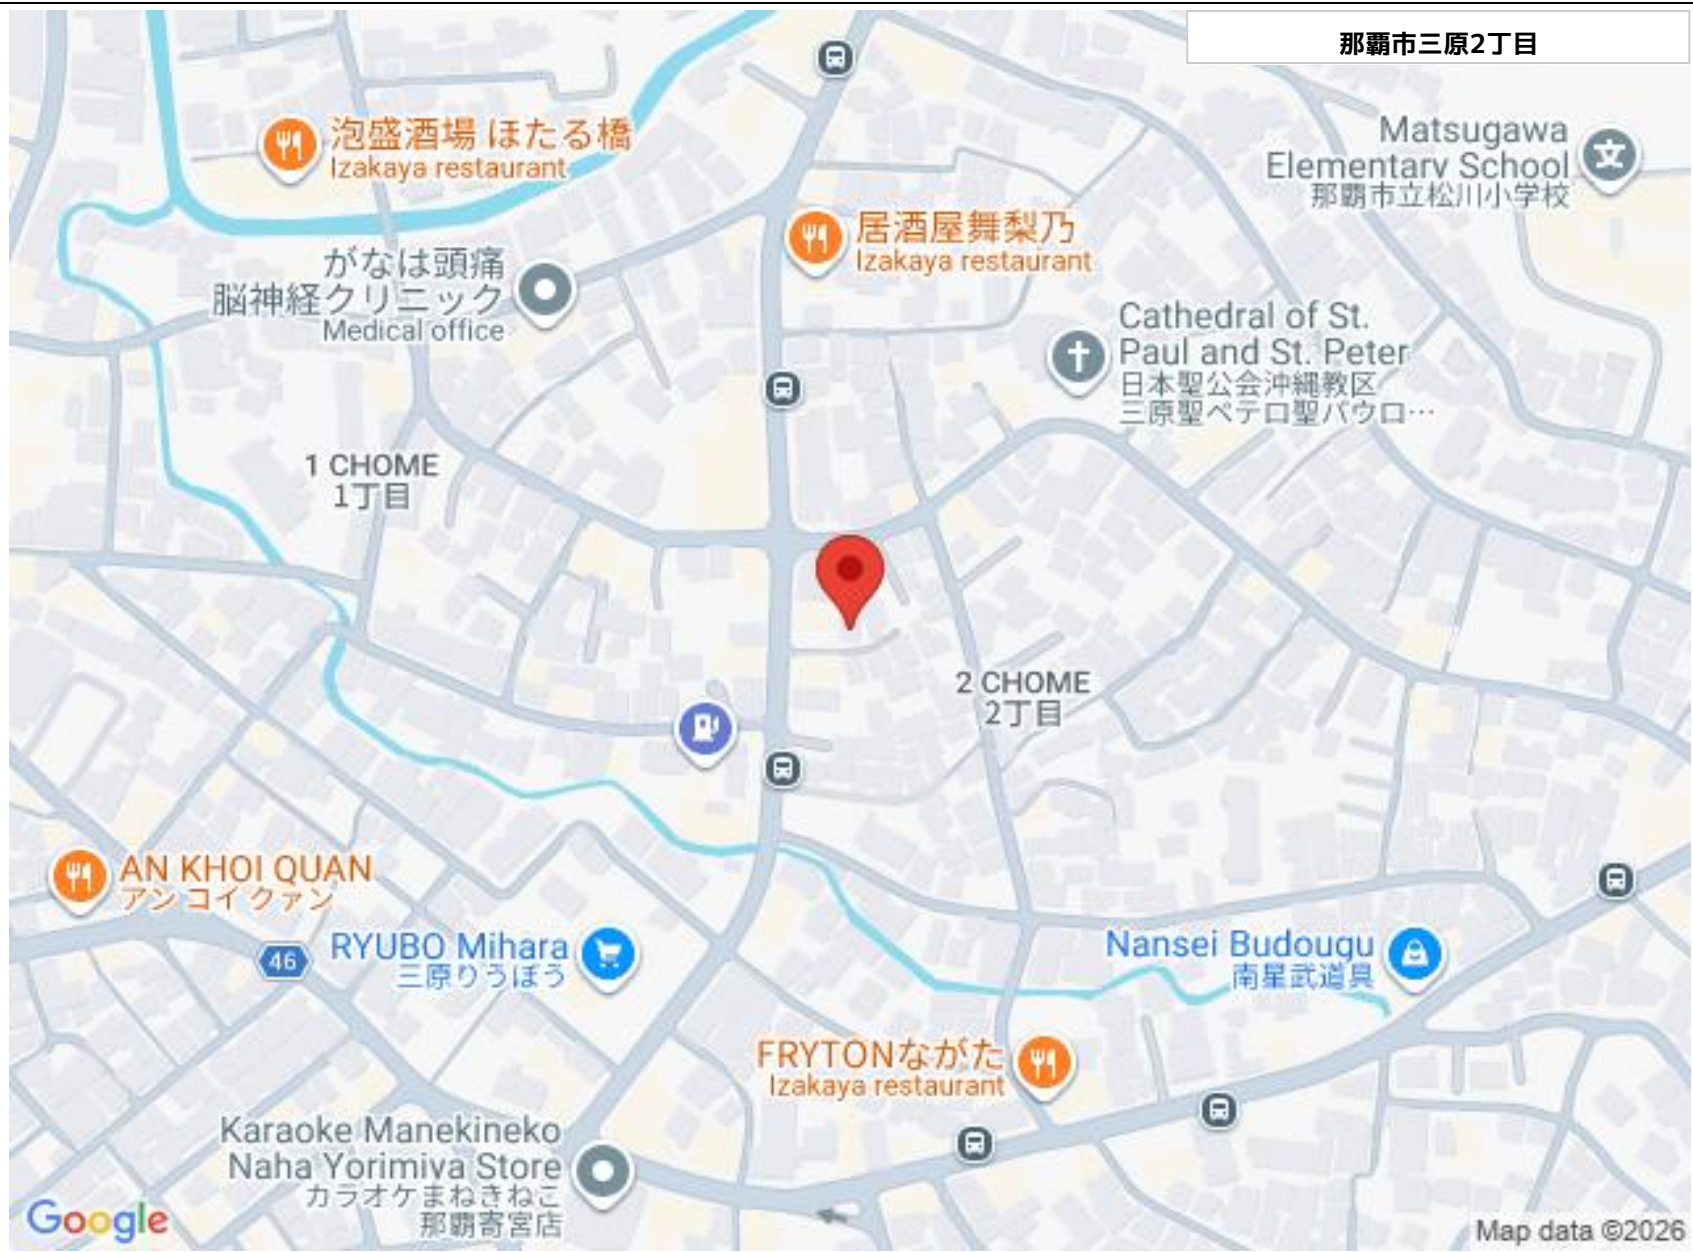 那覇市三原2丁目
泡盛酒場 ほたる橋
Izakaya restaurant
Matsugawa
Elementary School
那覇市立松川小学校
居酒屋舞梨乃
Izakaya restaurant
がなは頭痛
脳神経クリニック
Medical office
Cathedral of St.
Paul and St. Peter
日本聖公会沖縄教区
三原聖ペテロ聖パウロ…
1 CHOME
1丁目
2 CHOME
2丁目
AN KHOI QUAN
アン コイ クァン
46
RYUBO Mihara
三原りうぼう
Nansei Budougu
南星武道具
FRYTONながた
Izakaya restaurant
Karaoke Manekineko
Naha Yorimiya Store
カラオケまねきねこ
那覇寄宮店
Google
Map data ©2026